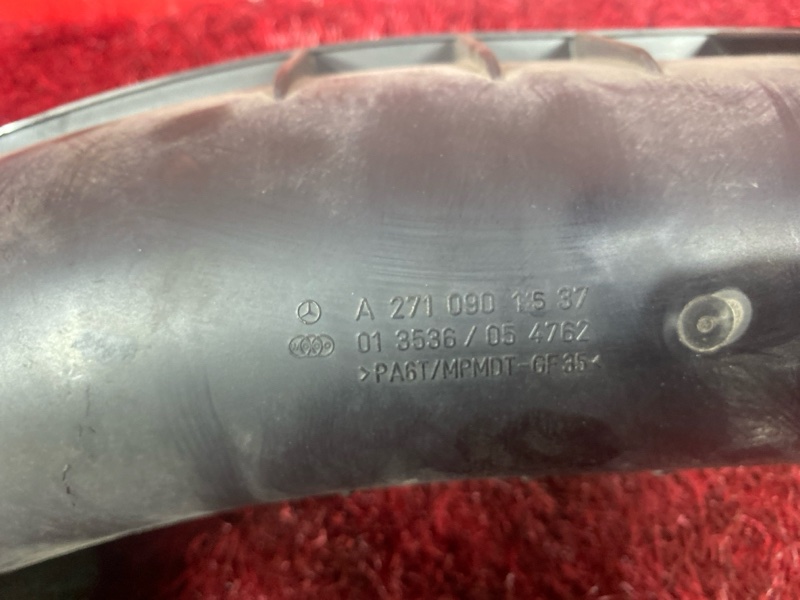 A 271 090 15 37
01 3536 / 05 4762
>PA6T/MPMDT-GF35<